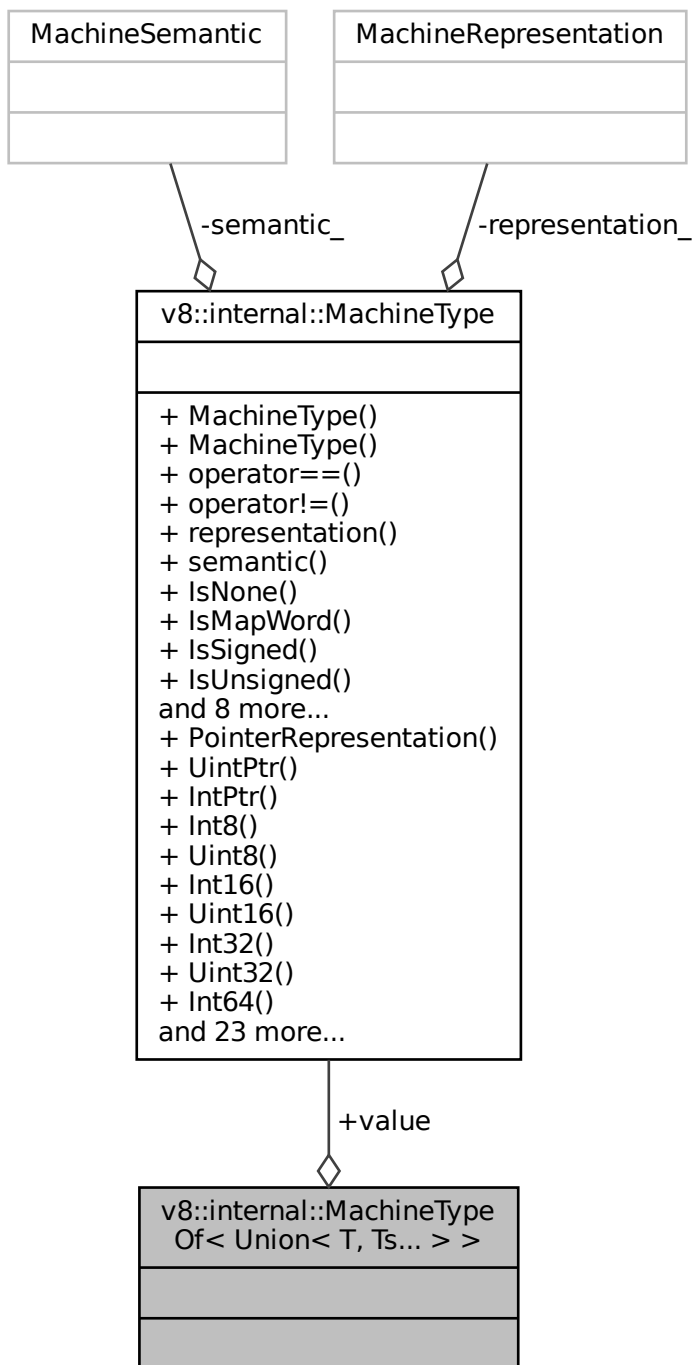 MachineSemantic
MachineRepresentation
-semantic_
-representation_
v8::internal::MachineType
+ MachineType()
+ MachineType()
+ operator==()
+ operator!=()
+ representation()
+ semantic()
+ IsNone()
+ IsMapWord()
+ IsSigned()
+ IsUnsigned()
and 8 more...
+ PointerRepresentation()
+ UintPtr()
+ IntPtr()
+ Int8()
+ Uint8()
+ Int16()
+ Uint16()
+ Int32()
+ Uint32()
+ Int64()
and 23 more...
+value
v8::internal::MachineType
Of< Union< T, Ts... > >